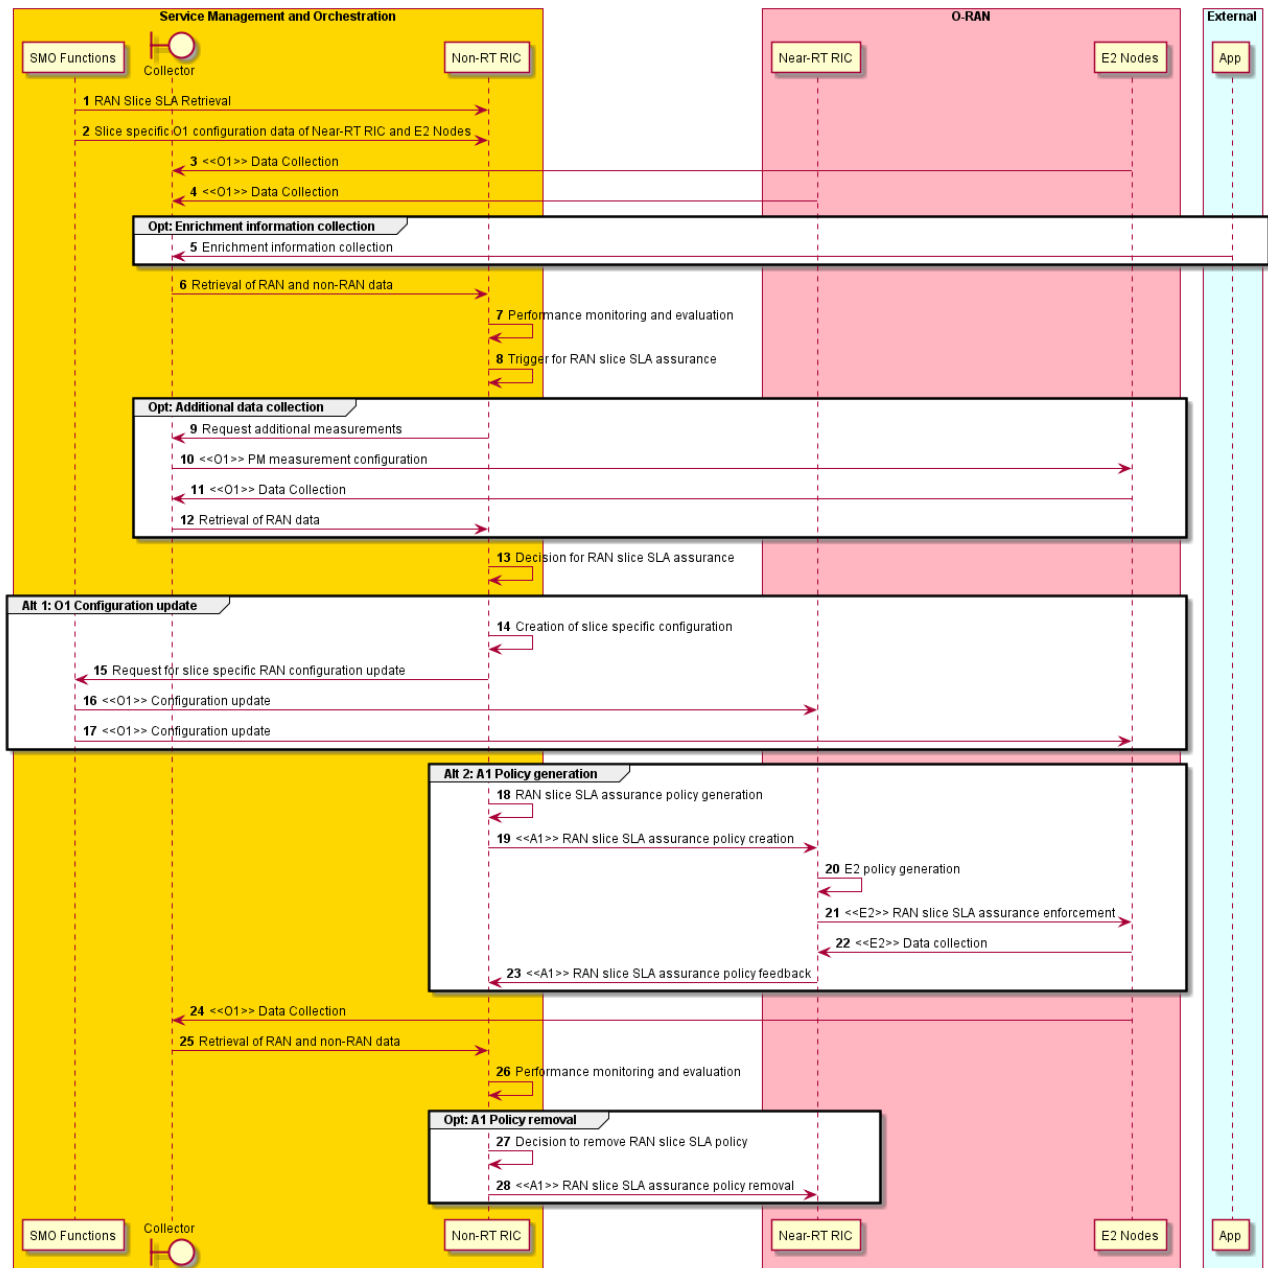 Service Management and Orchestration
O-RAN
External
SMO Functions
Collector
Non-RT RIC
Near-RT RIC
E2 Nodes
App
1 RAN Slice SLA Retrieval
2 Slice specific O1 configuration data of Near-RT RIC and E2 Nodes
3 <<O1>> Data Collection
4 <<O1>> Data Collection
Opt: Enrichment information collection
5 Enrichment information collection
6 Retrieval of RAN and non-RAN data
7 Performance monitoring and evaluation
8 Trigger for RAN slice SLA assurance
Opt: Additional data collection
9 Request additional measurements
10 <<O1>> PM measurement configuration
11 <<O1>> Data Collection
12 Retrieval of RAN data
13 Decision for RAN slice SLA assurance
Alt 1: O1 Configuration update
14 Creation of slice specific configuration
15 Request for slice specific RAN configuration update
16 <<O1>> Configuration update
17 <<O1>> Configuration update
Alt 2: A1 Policy generation
18 RAN slice SLA assurance policy generation
19 <<A1>> RAN slice SLA assurance policy creation
20 E2 policy generation
21 <<E2>> RAN slice SLA assurance enforcement
22 <<E2>> Data collection
23 <<A1>> RAN slice SLA assurance policy feedback
24 <<O1>> Data Collection
25 Retrieval of RAN and non-RAN data
26 Performance monitoring and evaluation
Opt: A1 Policy removal
27 Decision to remove RAN slice SLA policy
28 <<A1>> RAN slice SLA assurance policy removal
SMO Functions
Collector
Non-RT RIC
Near-RT RIC
E2 Nodes
App